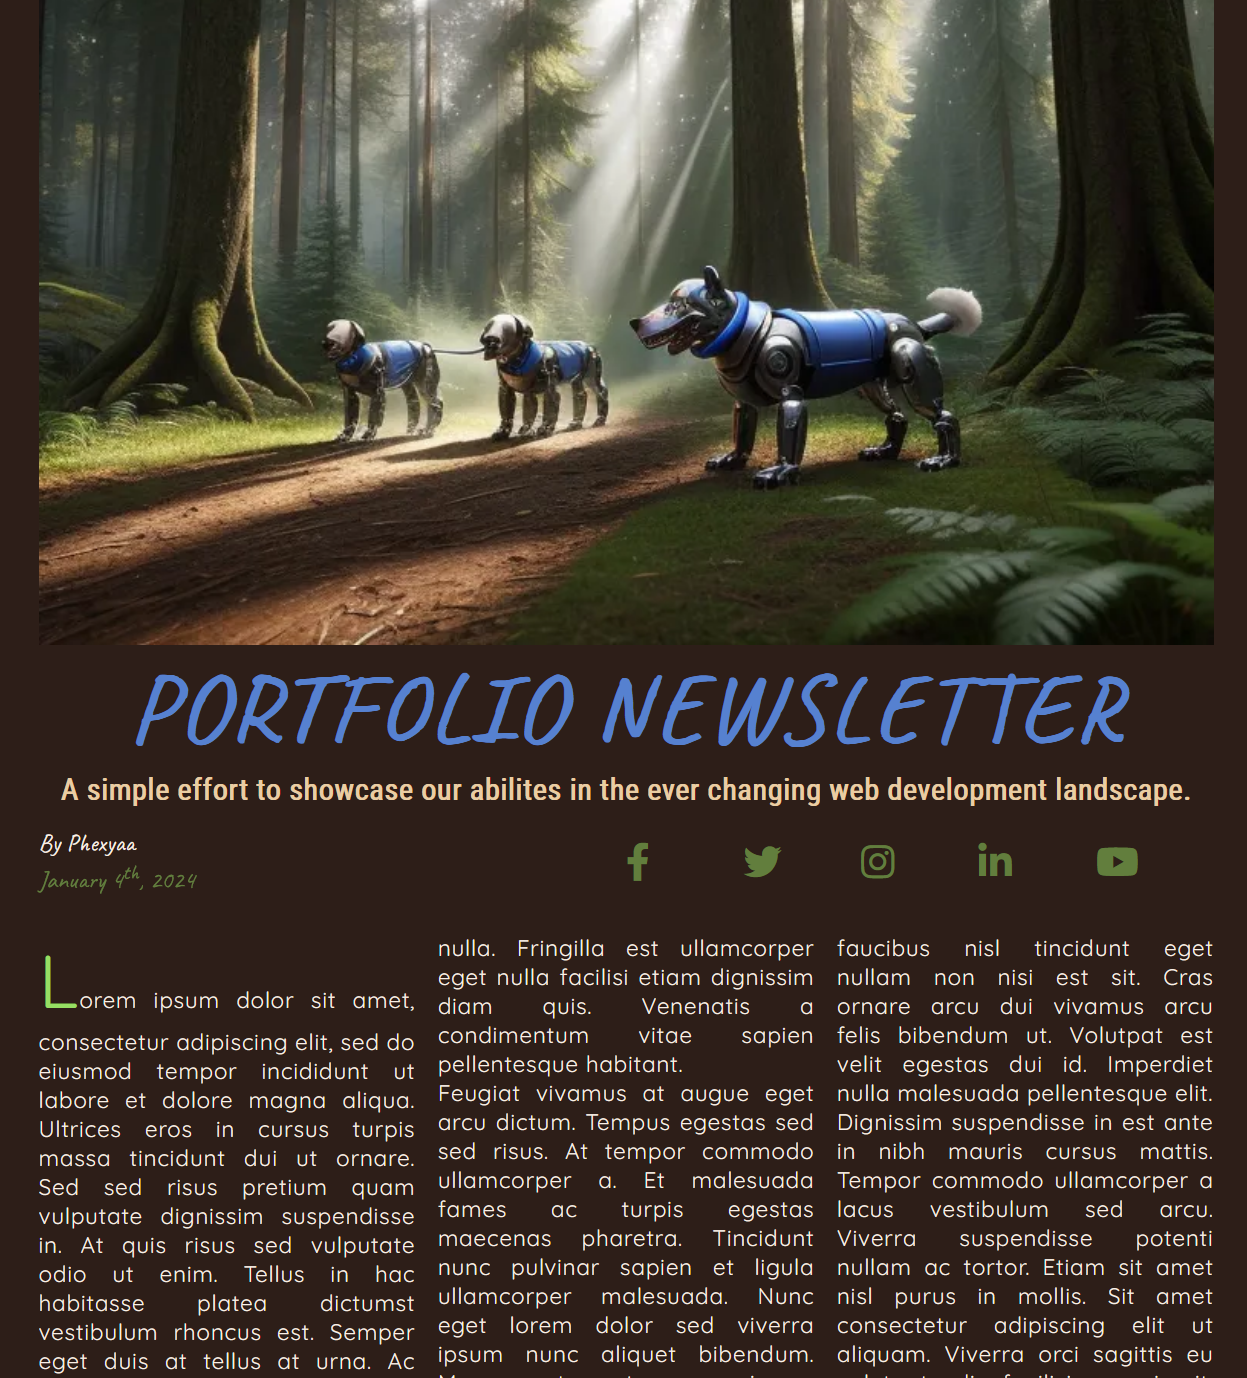 PORTFOLIO NEWSLETTER
A simple effort to showcase our abilites in the ever changing web development landscape.
By Phexyaa
January 4th, 2024
Lorem ipsum dolor sit amet,
consectetur adipiscing elit, sed do
eiusmod tempor incididunt ut
labore et dolore magna aliqua.
Ultrices eros in cursus turpis
massa tincidunt dui ut ornare.
Sed sed risus pretium quam
vulputate dignissim suspendisse
in. At quis risus sed vulputate
odio ut enim. Tellus in hac
habitasse platea dictumst
vestibulum rhoncus est. Semper
eget duis at tellus at urna. Ac
nulla. Fringilla est ullamcorper
eget nulla facilisi etiam dignissim
diam quis. Venenatis a
condimentum vitae sapien
pellentesque habitant.
Feugiat vivamus at augue eget
arcu dictum. Tempus egestas sed
sed risus. At tempor commodo
ullamcorper a. Et malesuada
fames ac turpis egestas
maecenas pharetra. Tincidunt
nunc pulvinar sapien et ligula
ullamcorper malesuada. Nunc
eget lorem dolor sed viverra
ipsum nunc aliquet bibendum.
faucibus nisl tincidunt eget
nullam non nisi est sit. Cras
ornare arcu dui vivamus arcu
felis bibendum ut. Volutpat est
velit egestas dui id. Imperdiet
nulla malesuada pellentesque elit.
Dignissim suspendisse in est ante
in nibh mauris cursus mattis.
Tempor commodo ullamcorper a
lacus vestibulum sed arcu.
Viverra suspendisse potenti
nullam ac tortor. Etiam sit amet
nisl purus in mollis. Sit amet
consectetur adipiscing elit ut
aliquam. Viverra orci sagittis eu